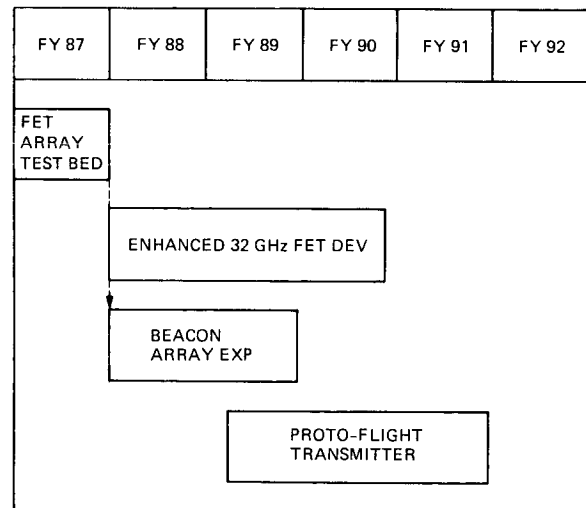 FY 87 FY 88 FY 89 FY 90 FY 91 FY 92
FET
ARRAY
TEST BED
ENHANCED 32 GHz FET DEV
BEACON
ARRAY EXP
PROTO-FLIGHT
TRANSMITTER